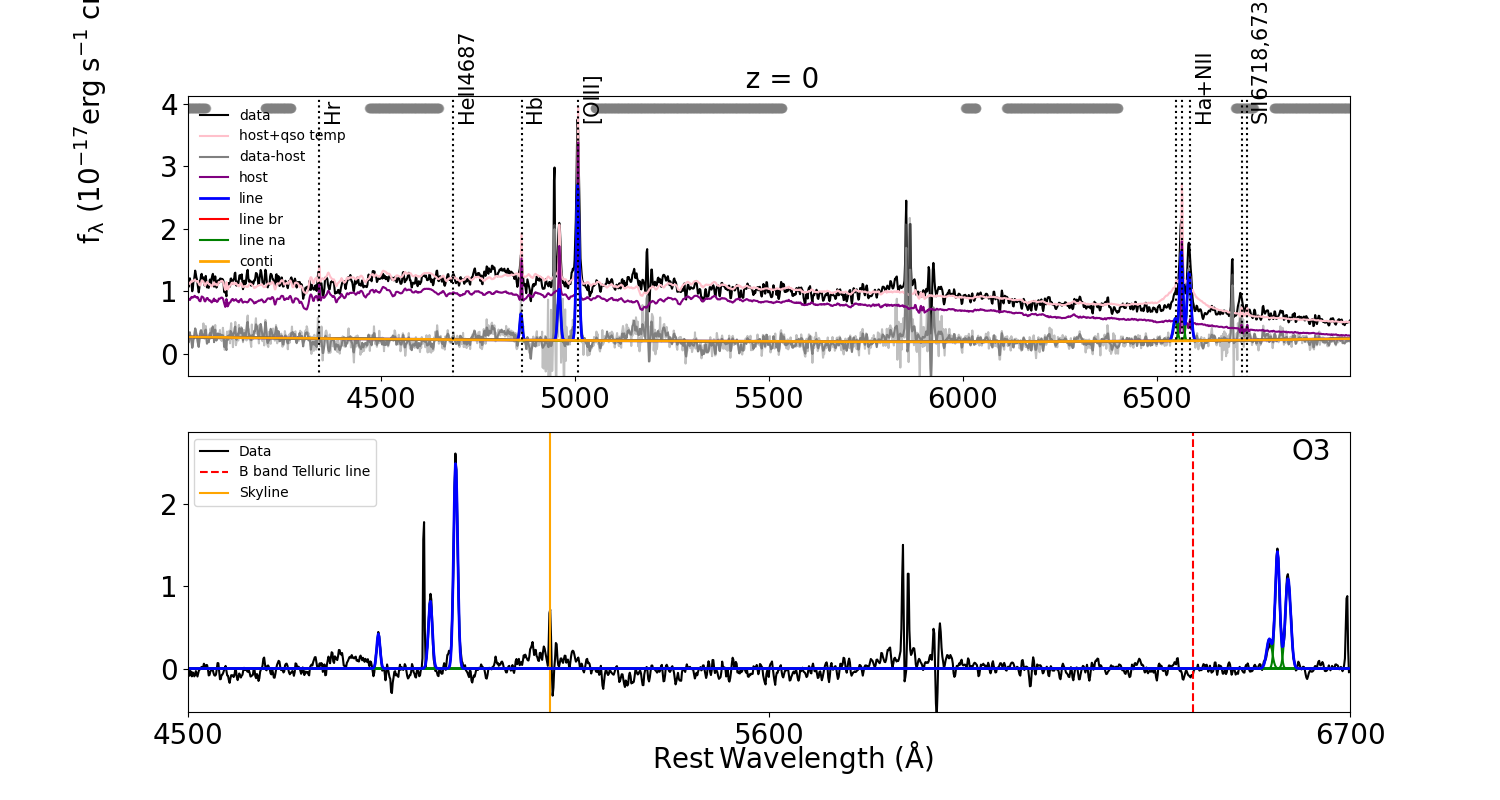 z = 0
f_λ (10⁻¹⁷erg s⁻¹ c
4
3
2
1
0
data
host+qso temp
data-host
host
line
line br
line na
conti
Hr
HeII4687
Hb
[OIII]
Ha+NII
SII6718,673
4500
5000
5500
6000
6500
O3
Data
B band Telluric line
Skyline
2
1
0
4500
5600
6700
Rest Wavelength (Å)